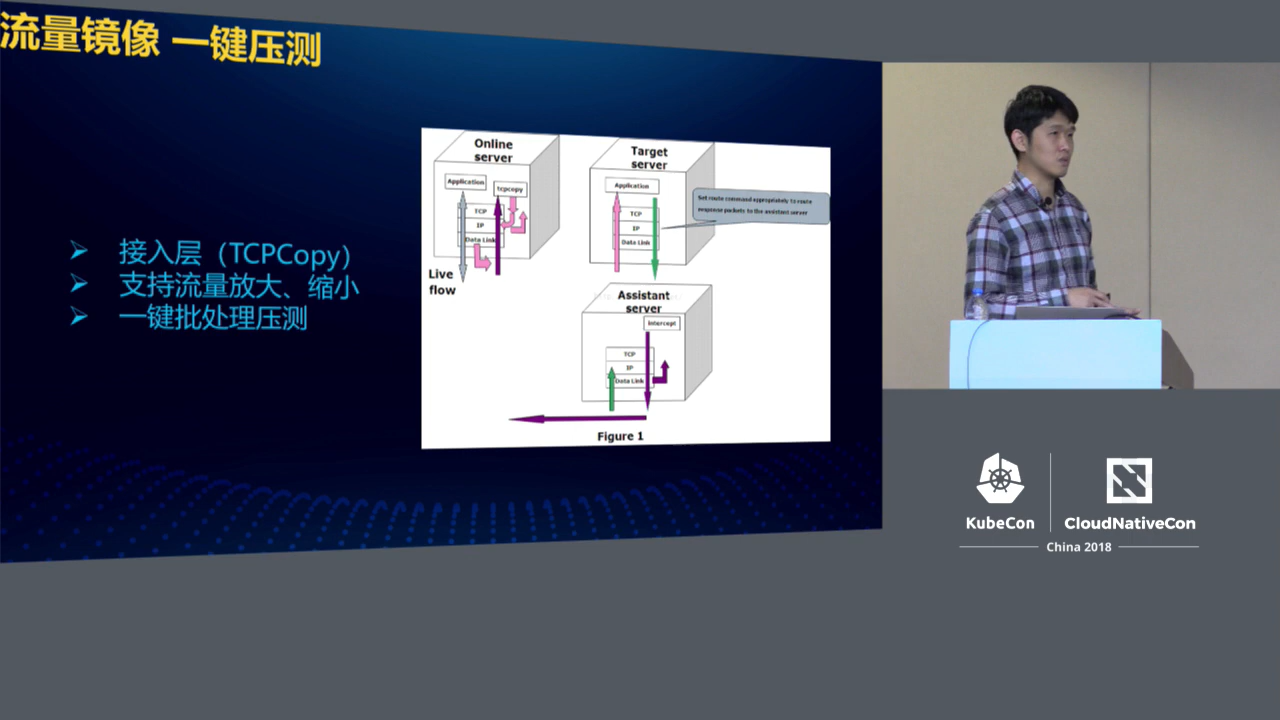 流量镜像 一键压测
接入层（TCPCopy）
支持流量放大、缩小
一键批处理压测
Online
server
Application
tcpcopy
TCP
IP
Data Link
Live
flow
Target
server
Application
TCP
IP
Data Link
Set route command appropriately to route
response packets to the assistant server
Assistant
server
Intercept
TCP
IP
Data Link
Figure 1
KubeCon
CloudNativeCon
China 2018